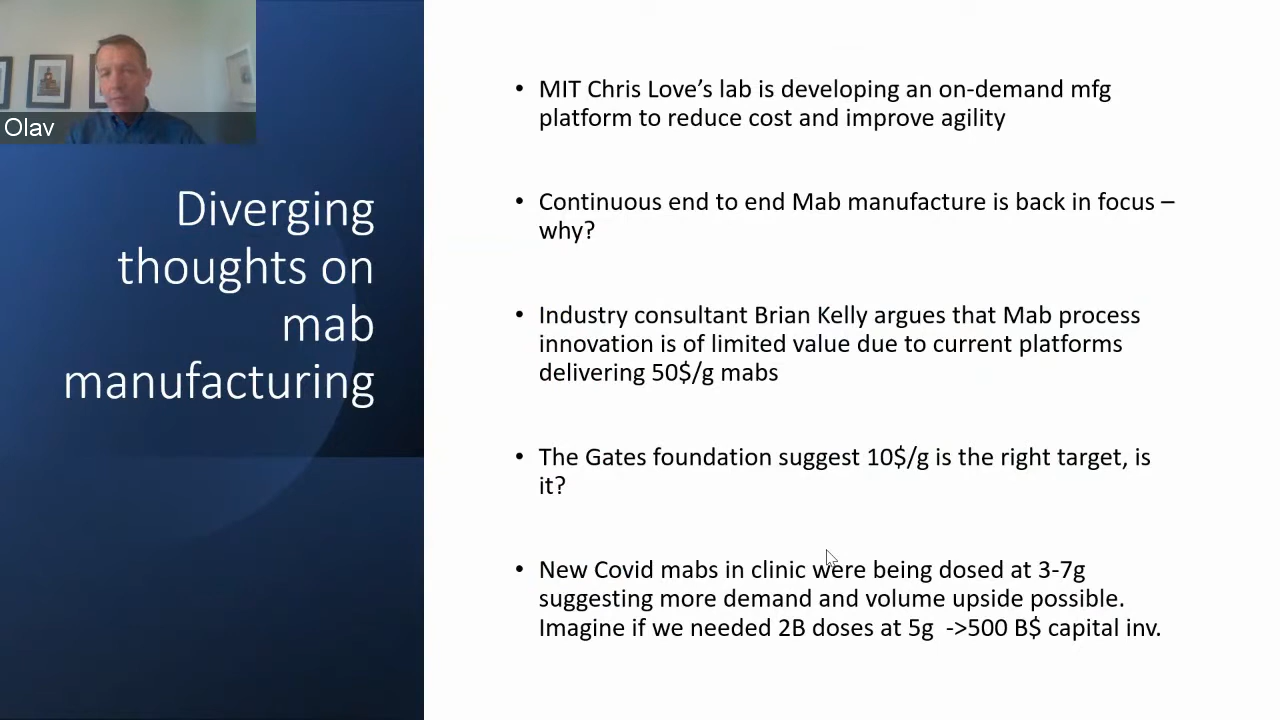 Olav
Diverging
thoughts on
mab
manufacturing
• MIT Chris Love’s lab is developing an on-demand mfg
platform to reduce cost and improve agility
• Continuous end to end Mab manufacture is back in focus –
why?
• Industry consultant Brian Kelly argues that Mab process
innovation is of limited value due to current platforms
delivering 50$/g mabs
• The Gates foundation suggest 10$/g is the right target, is
it?
• New Covid mabs in clinic were being dosed at 3-7g
suggesting more demand and volume upside possible.
Imagine if we needed 2B doses at 5g ->500 B$ capital inv.